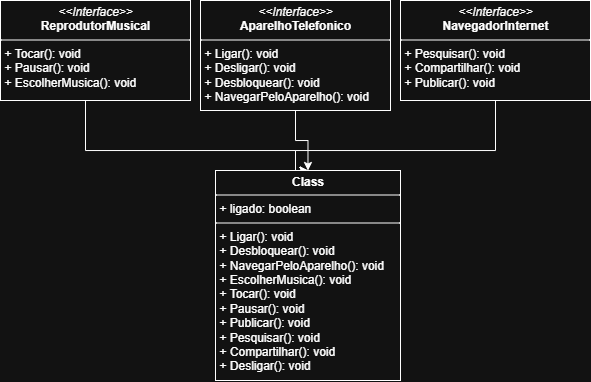 <<Interface>>
ReprodutorMusical
+ Tocar(): void
+ Pausar(): void
+ EscolherMusica(): void
<<Interface>>
AparelhoTelefonico
+ Ligar(): void
+ Desligar(): void
+ Desbloquear(): void
+ NavegarPeloAparelho(): void
<<Interface>>
NavegadorInternet
+ Pesquisar(): void
+ Compartilhar(): void
+ Publicar(): void
Class
+ ligado: boolean
+ Ligar(): void
+ Desbloquear(): void
+ NavegarPeloAparelho(): void
+ EscolherMusica(): void
+ Tocar(): void
+ Pausar(): void
+ Publicar(): void
+ Pesquisar(): void
+ Compartilhar(): void
+ Desligar(): void